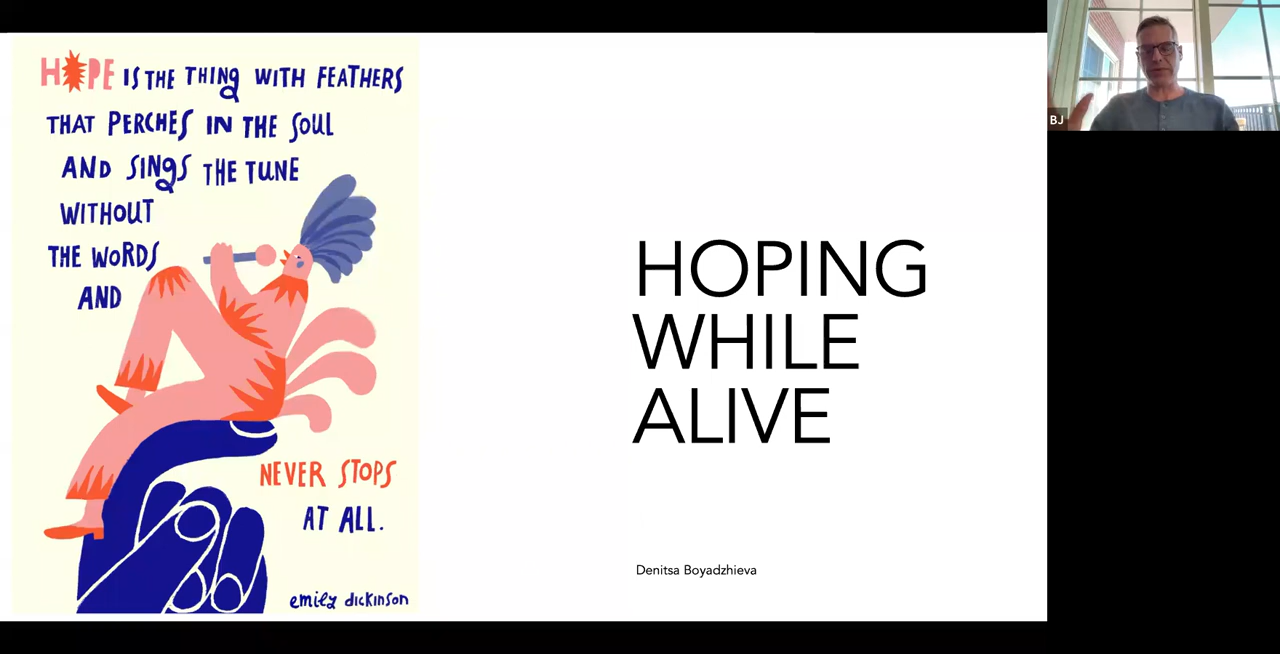 HOPE IS THE THING WITH FEATHERS
THAT PERCHES IN THE SOUL
AND SINGS THE TUNE
WITHOUT
THE WORDS
AND
NEVER STOPS
AT ALL.
emily dickinson
HOPING
WHILE
ALIVE
Denitsa Boyadzhieva
BJ